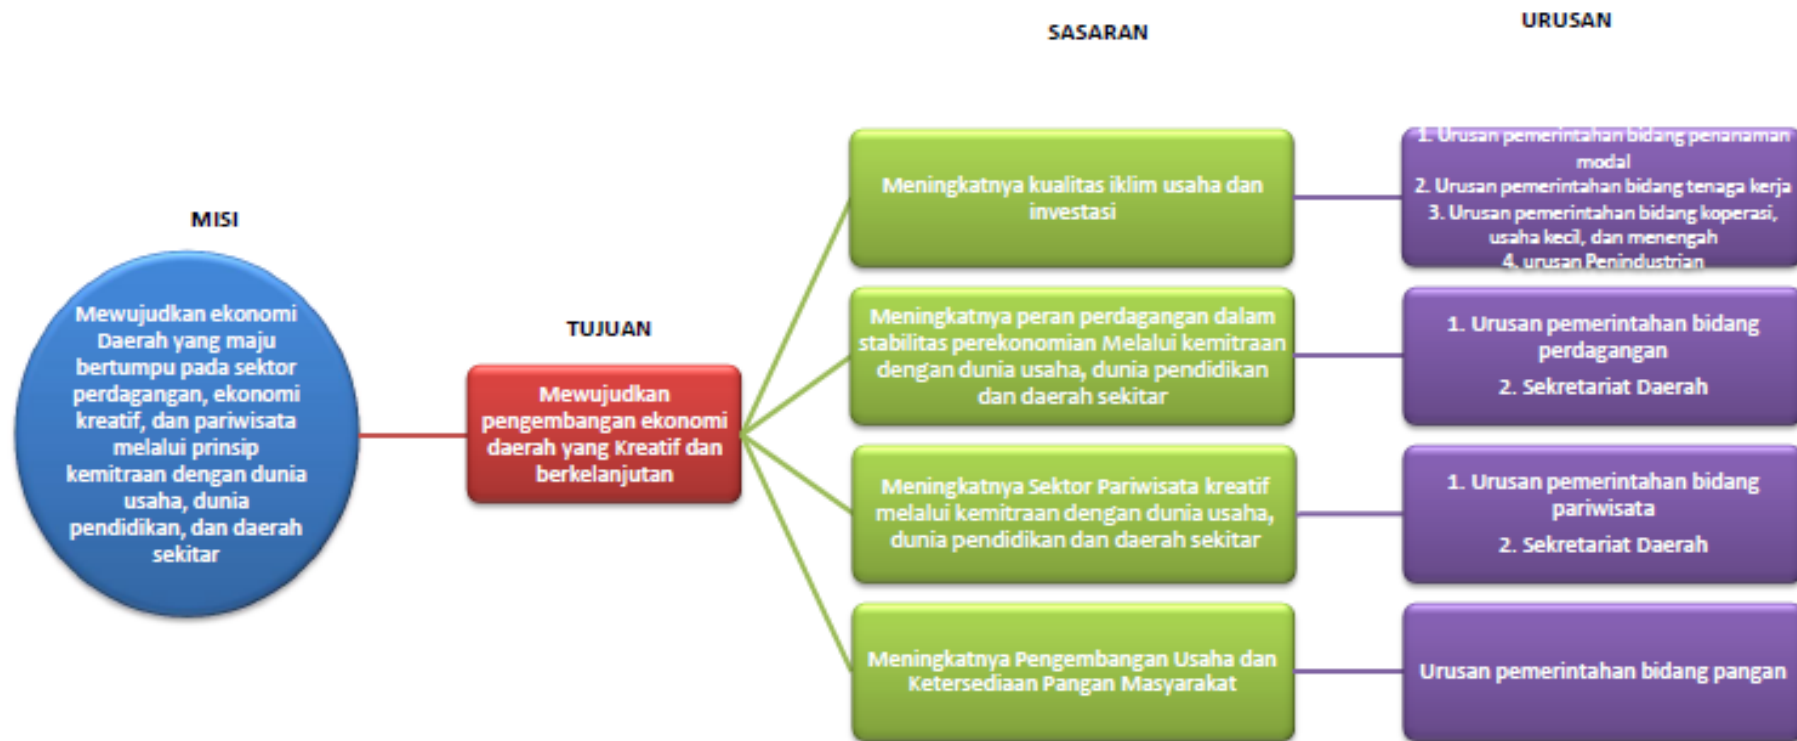 MISI
Mewujudkan ekonomi
Daerah yang maju
bertumpu pada sektor
perdagangan, ekonomi
kreatif, dan pariwisata
melalui prinsip
kemitraan dengan dunia
usaha, dunia
pendidikan, dan daerah
sekitar
TUJUAN
Mewujudkan
pengembangan ekonomi
daerah yang Kreatif dan
berkelanjutan
SASARAN
Meningkatnya kualitas iklim usaha dan
investasi
Meningkatnya peran perdagangan dalam
stabilitas perekonomian Melalui kemitraan
dengan dunia usaha, dunia pendidikan
dan daerah sekitar
Meningkatnya Sektor Pariwisata kreatif
melalui kemitraan dengan dunia usaha,
dunia pendidikan dan daerah sekitar
Meningkatnya Pengembangan Usaha dan
Ketersediaan Pangan Masyarakat
URUSAN
1. Urusan pemerintahan bidang penanaman
modal
2. Urusan pemerintahan bidang tenaga kerja
3. Urusan pemerintahan bidang koperasi,
usaha kecil, dan menengah
4. urusan Penindustrian
1. Urusan pemerintahan bidang
perdagangan
2. Sekretariat Daerah
1. Urusan pemerintahan bidang
pariwisata
2. Sekretariat Daerah
Urusan pemerintahan bidang pangan